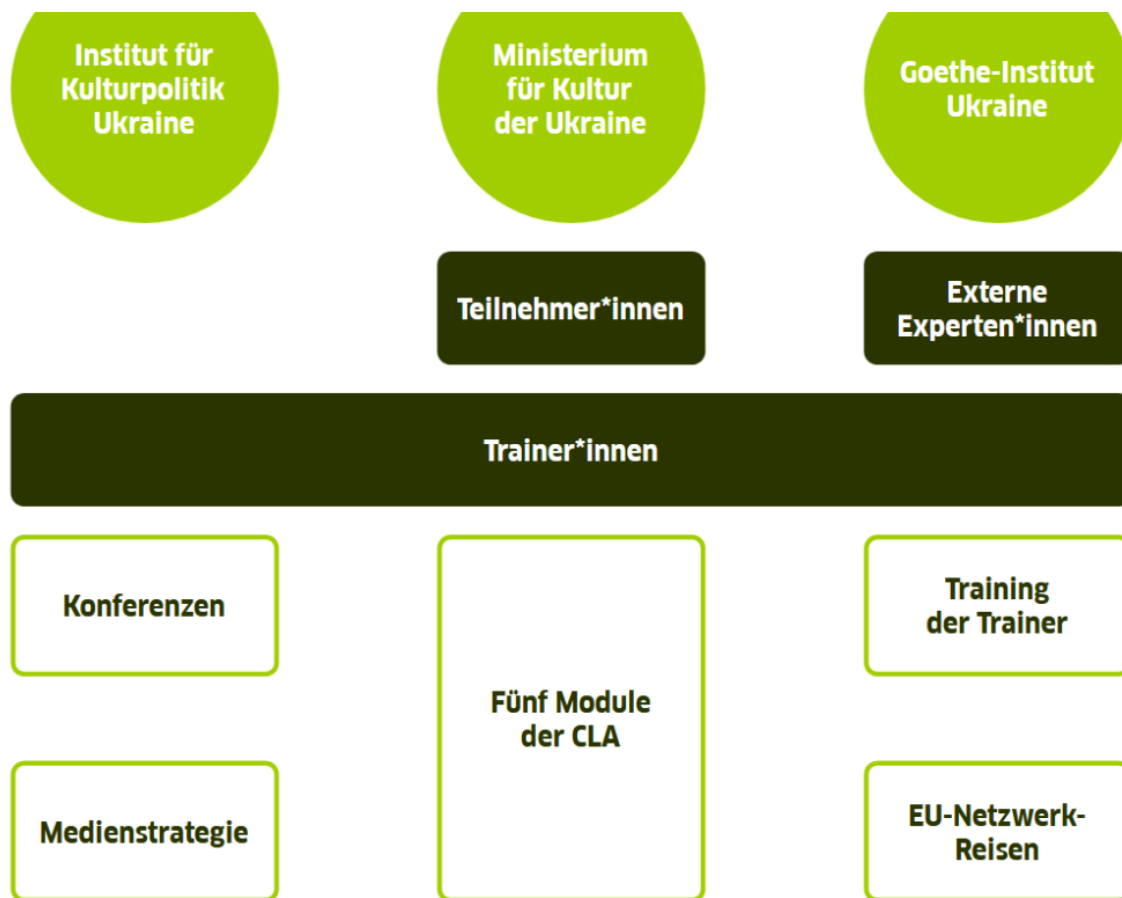 Institut für
Kulturpolitik
Ukraine
Ministerium
für Kultur
der Ukraine
Goethe-Institut
Ukraine
Teilnehmer*innen
Externe
Experten*innen
Trainer*innen
Konferenzen
Fünf Module
der CLA
Training
der Trainer
Medienstrategie
EU-Netzwerk-
Reisen